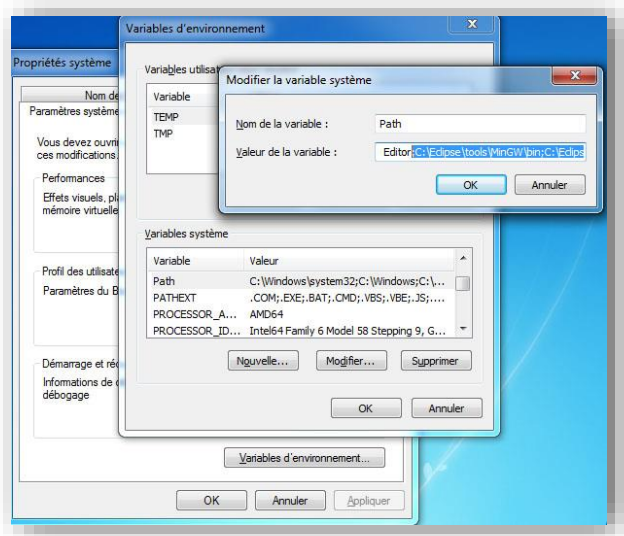 Variables d'environnement
Propriétés système
Nom de
Paramètres système
Vous devez ouvrir
ces modifications.
Performances
Effets visuels,
mémoire virtuelle
Profil des utilisate
Paramètres du B
Démarrage et
Informations de
débogage
Variables utilisat
Variable
TEMP
TMP
Modifier la variable système
Nom de la variable :
Path
Valeur de la variable :
Editor;C:\Eclipse\tools\MinGW\bin;C:\Eclips
OK
Annuler
Variables système
Variable Valeur
Path C:\Windows\system32;C:\Windows;C:\...
PATHEXT .COM;.EXE;.BAT;.CMD;.VBS;.VBE;.JS;....
PROCESSOR_A... AMD64
PROCESSOR_ID... Intel64 Family 6 Model 58 Stepping 9, G...
Nouvelle... Modifier... Supprimer
OK Annuler
Variables d'environnement...
OK Annuler Appliquer